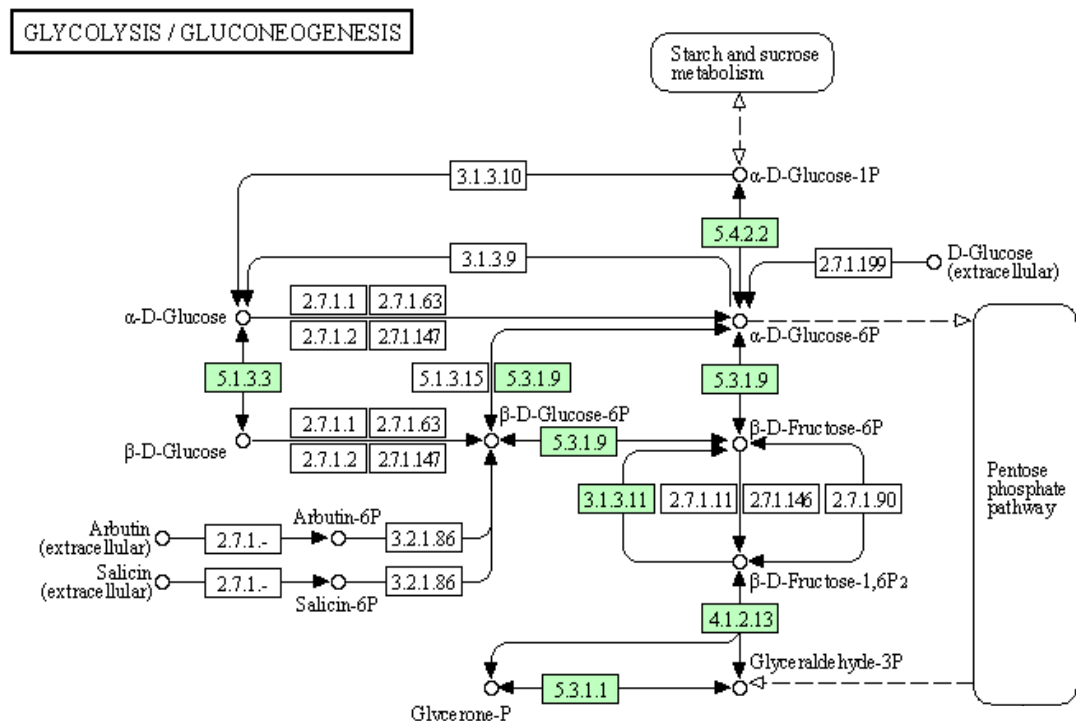 GLYCOLYSIS / GLUCONEOGENESIS
Starch and sucrose
metabolism
3.1.3.10
α-D-Glucose-1P
5.4.2.2
3.1.3.9
2.7.1.199
D-Glucose
(extracellular)
2.7.1.1
2.7.1.63
α-D-Glucose
2.7.1.2
2.7.1.147
α-D-Glucose-6P
5.1.3.3
5.1.3.15
5.3.1.9
5.3.1.9
2.7.1.1
2.7.1.63
β-D-Glucose-6P
β-D-Fructose-6P
β-D-Glucose
5.3.1.9
2.7.1.2
2.7.1.147
Pentose
phosphate
pathway
3.1.3.11
2.7.1.11
2.7.1.146
2.7.1.90
Arbutin
(extracellular)
2.7.1.-
Arbutin-6P
3.2.1.86
Salicin
(extracellular)
2.7.1.-
Salicin-6P
3.2.1.86
β-D-Fructose-1,6P2
4.1.2.13
Glyceraldehyde-3P
5.3.1.1
Glycerone-P